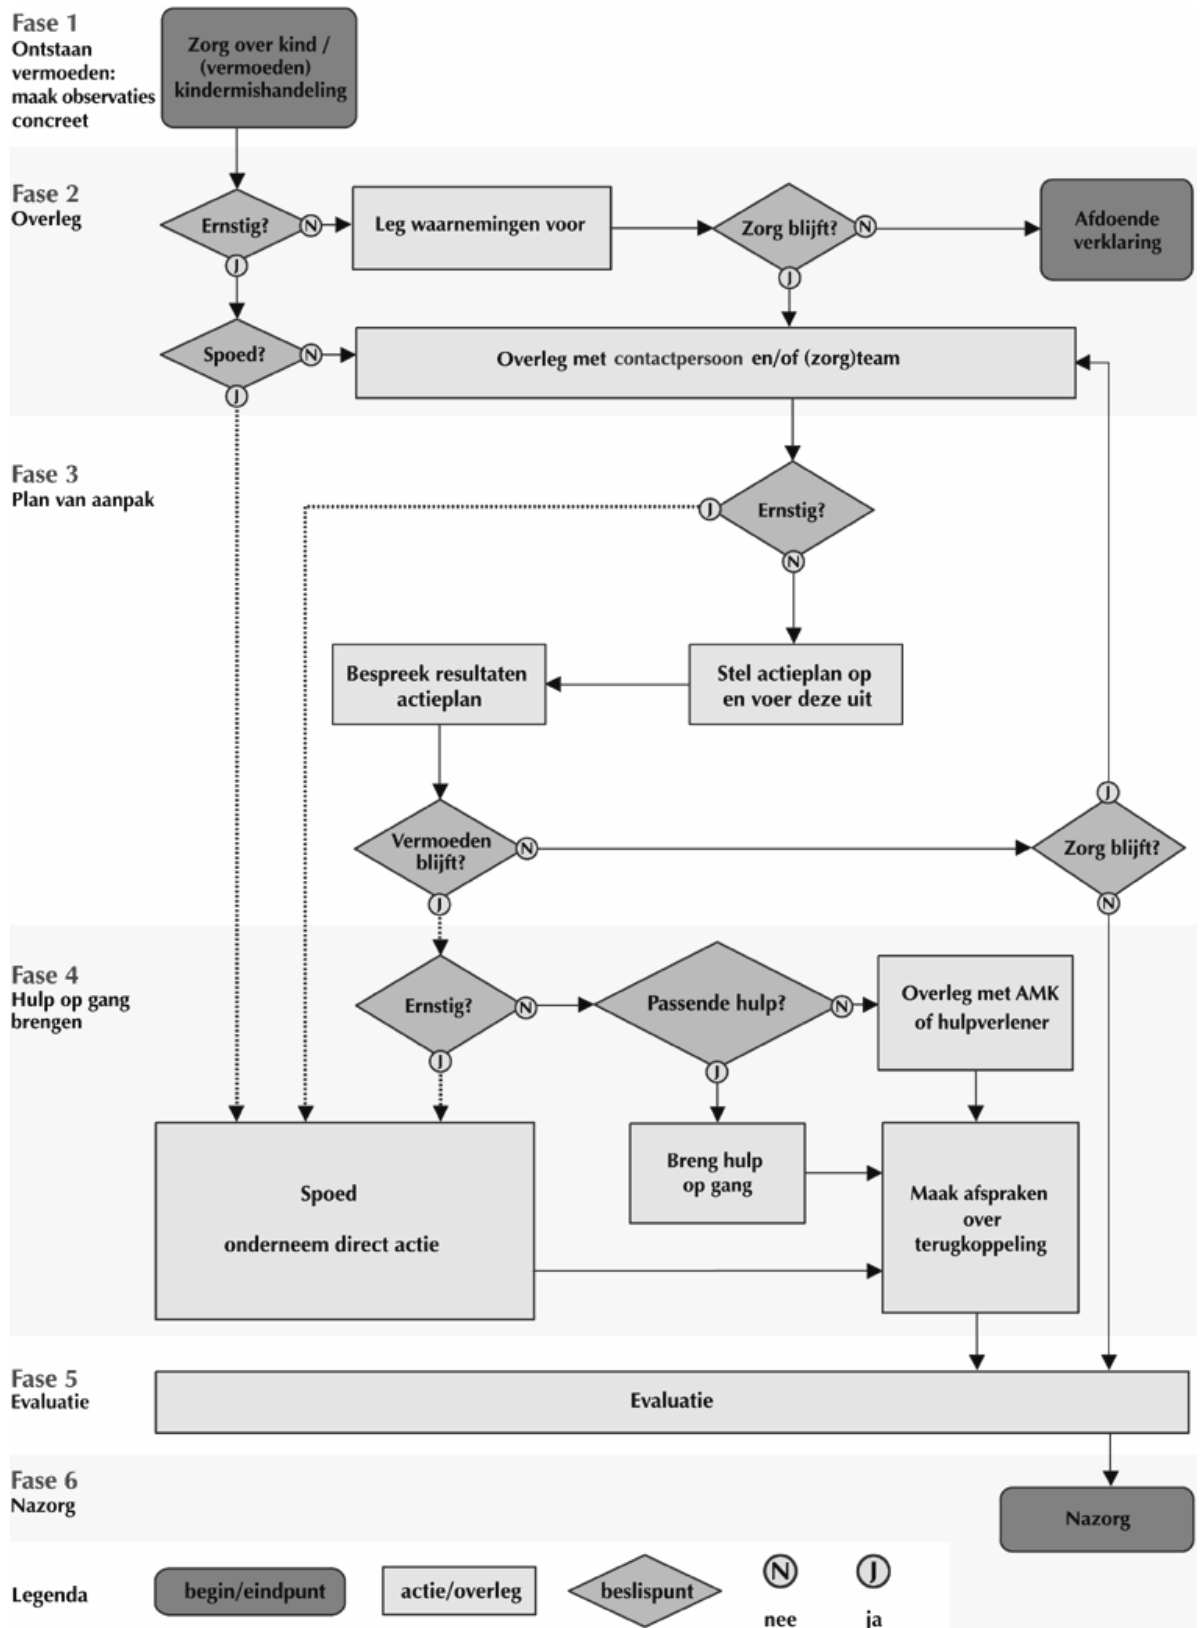 Fase 1
Ontstaan
vermoeden:
maak observaties
concreet
Zorg over kind /
(vermoeden)
kindermishandeling
Fase 2
Overleg
Ernstig?
N
J
Leg waarnemingen voor
Zorg blijft?
N
J
Afdoende
verklaring
Spoed?
N
J
Overleg met contactpersoon en/of (zorg)team
Fase 3
Plan van aanpak
J
Ernstig?
N
Bespreek resultaten
actieplan
Stel actieplan op
en voer deze uit
Vermoeden
blijft?
N
J
J
Zorg blijft?
N
Fase 4
Hulp op gang
brengen
Ernstig?
N
J
Passende hulp?
N
J
Overleg met AMK
of hulpverlener
Spoed
onderneem direct actie
Breng hulp
op gang
Maak afspraken
over
terugkoppeling
Fase 5
Evaluatie
Evaluatie
Fase 6
Nazorg
Nazorg
Legenda
begin/eindpunt
actie/overleg
beslispunt
N
nee
J
ja